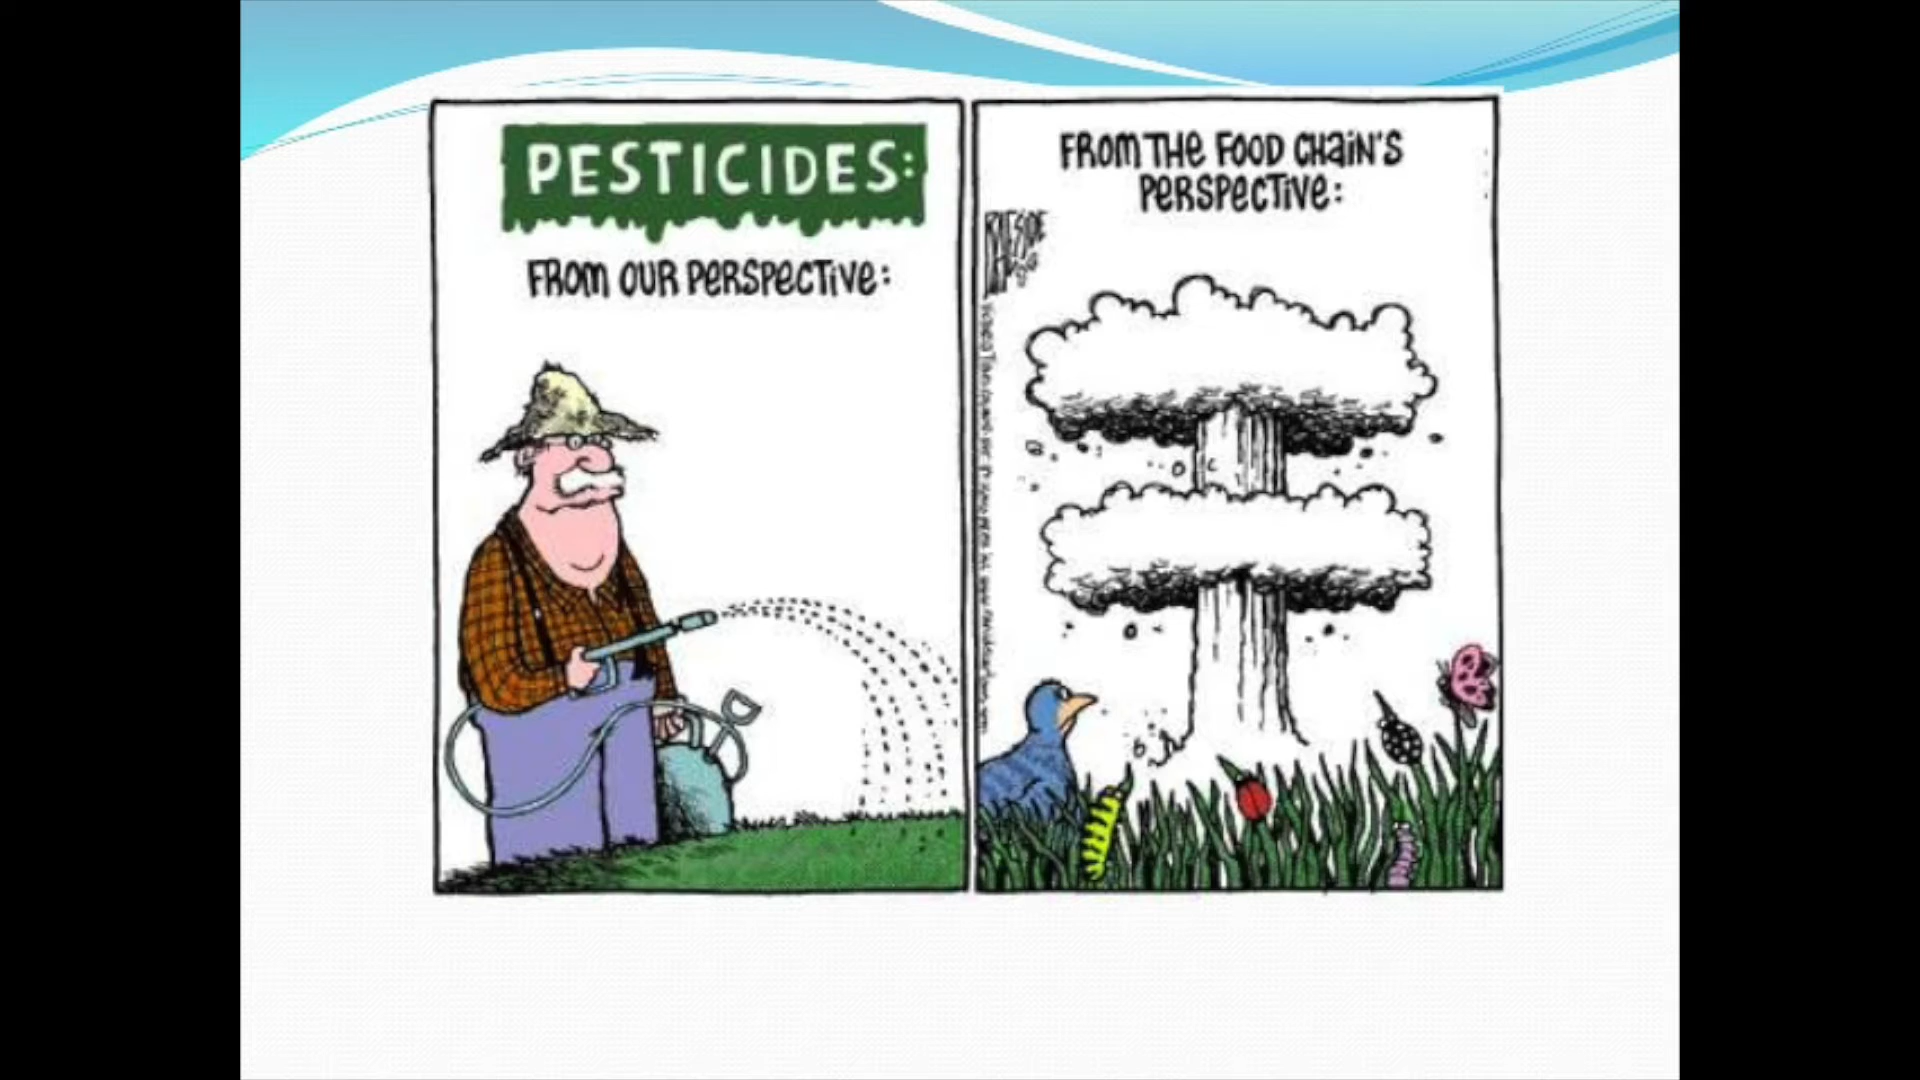 PESTICIDES:
FROM OUR PERSPECTIVE:
FROM THE FOOD CHAIN'S
PERSPECTIVE: